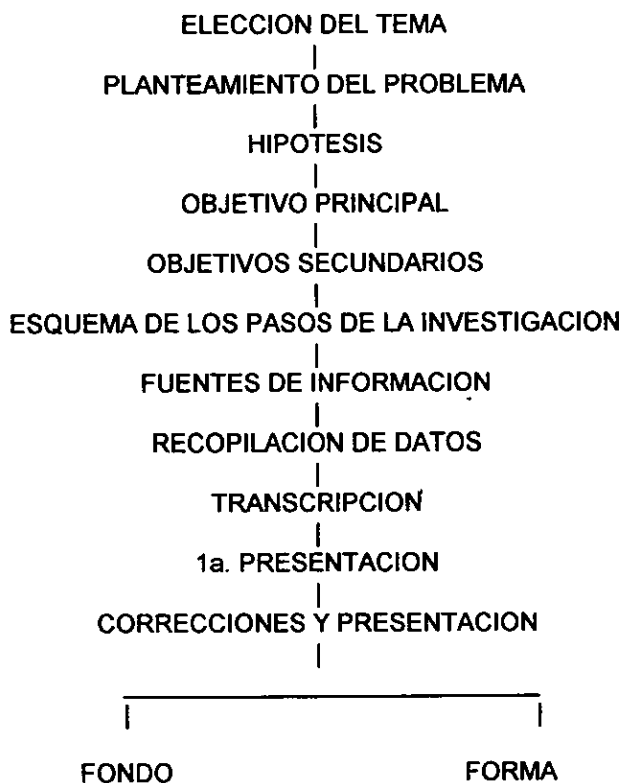 ELECCION DEL TEMA
PLANTEAMIENTO DEL PROBLEMA
HIPOTESIS
OBJETIVO PRINCIPAL
OBJETIVOS SECUNDARIOS
ESQUEMA DE LOS PASOS DE LA INVESTIGACION
FUENTES DE INFORMACION
RECOPILACION DE DATOS
TRANSCRIPCION
1a. PRESENTACION
CORRECCIONES Y PRESENTACION
FONDO FORMA